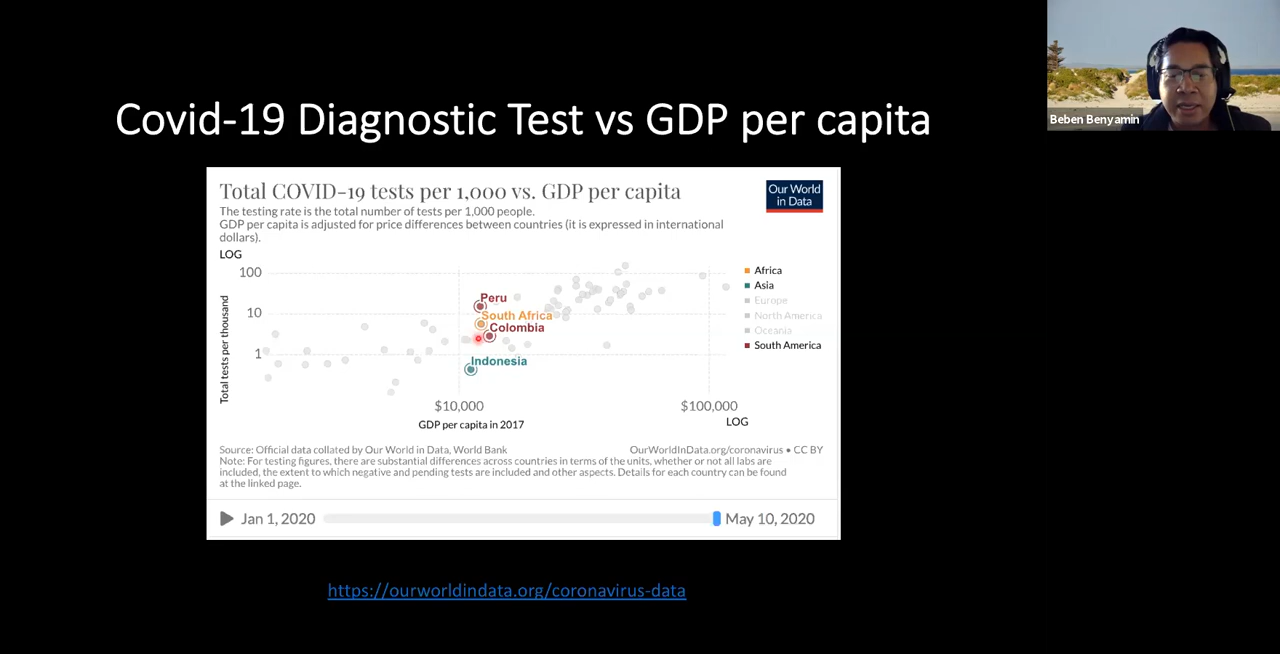 Beben Benyamin
Covid-19 Diagnostic Test vs GDP per capita
Total COVID-19 tests per 1,000 vs. GDP per capita
Our World
in Data
The testing rate is the total number of tests per 1,000 people.
GDP per capita is adjusted for price differences between countries (it is expressed in international
dollars).
LOG
100
10
1
Total tests per thousand
Peru
South Africa
Colombia
Indonesia
Africa
Asia
Europe
North America
Oceania
South America
$10,000
$100,000
GDP per capita in 2017
LOG
Source: Official data collated by Our World in Data, World Bank
OurWorldInData.org/coronavirus • CC BY
Note: For testing figures, there are substantial differences across countries in terms of the units, whether or not all labs are
included, the extent to which negative and pending tests are included and other aspects. Details for each country can be found
at the linked page.
Jan 1, 2020
May 10, 2020
https://ourworldindata.org/coronavirus-data